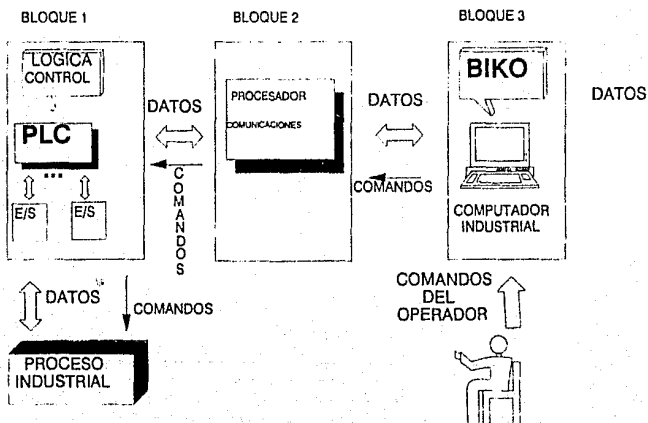 BLOQUE 1
BLOQUE 2
BLOQUE 3
LOGICA
CONTROL
PLC
...
E/S
E/S
DATOS
COMANDOS
PROCESADOR
COMUNICACIONES
DATOS
COMANDOS
BIKO
COMPUTADOR
INDUSTRIAL
DATOS
DATOS
COMANDOS
PROCESO
INDUSTRIAL
COMANDOS
DEL
OPERADOR